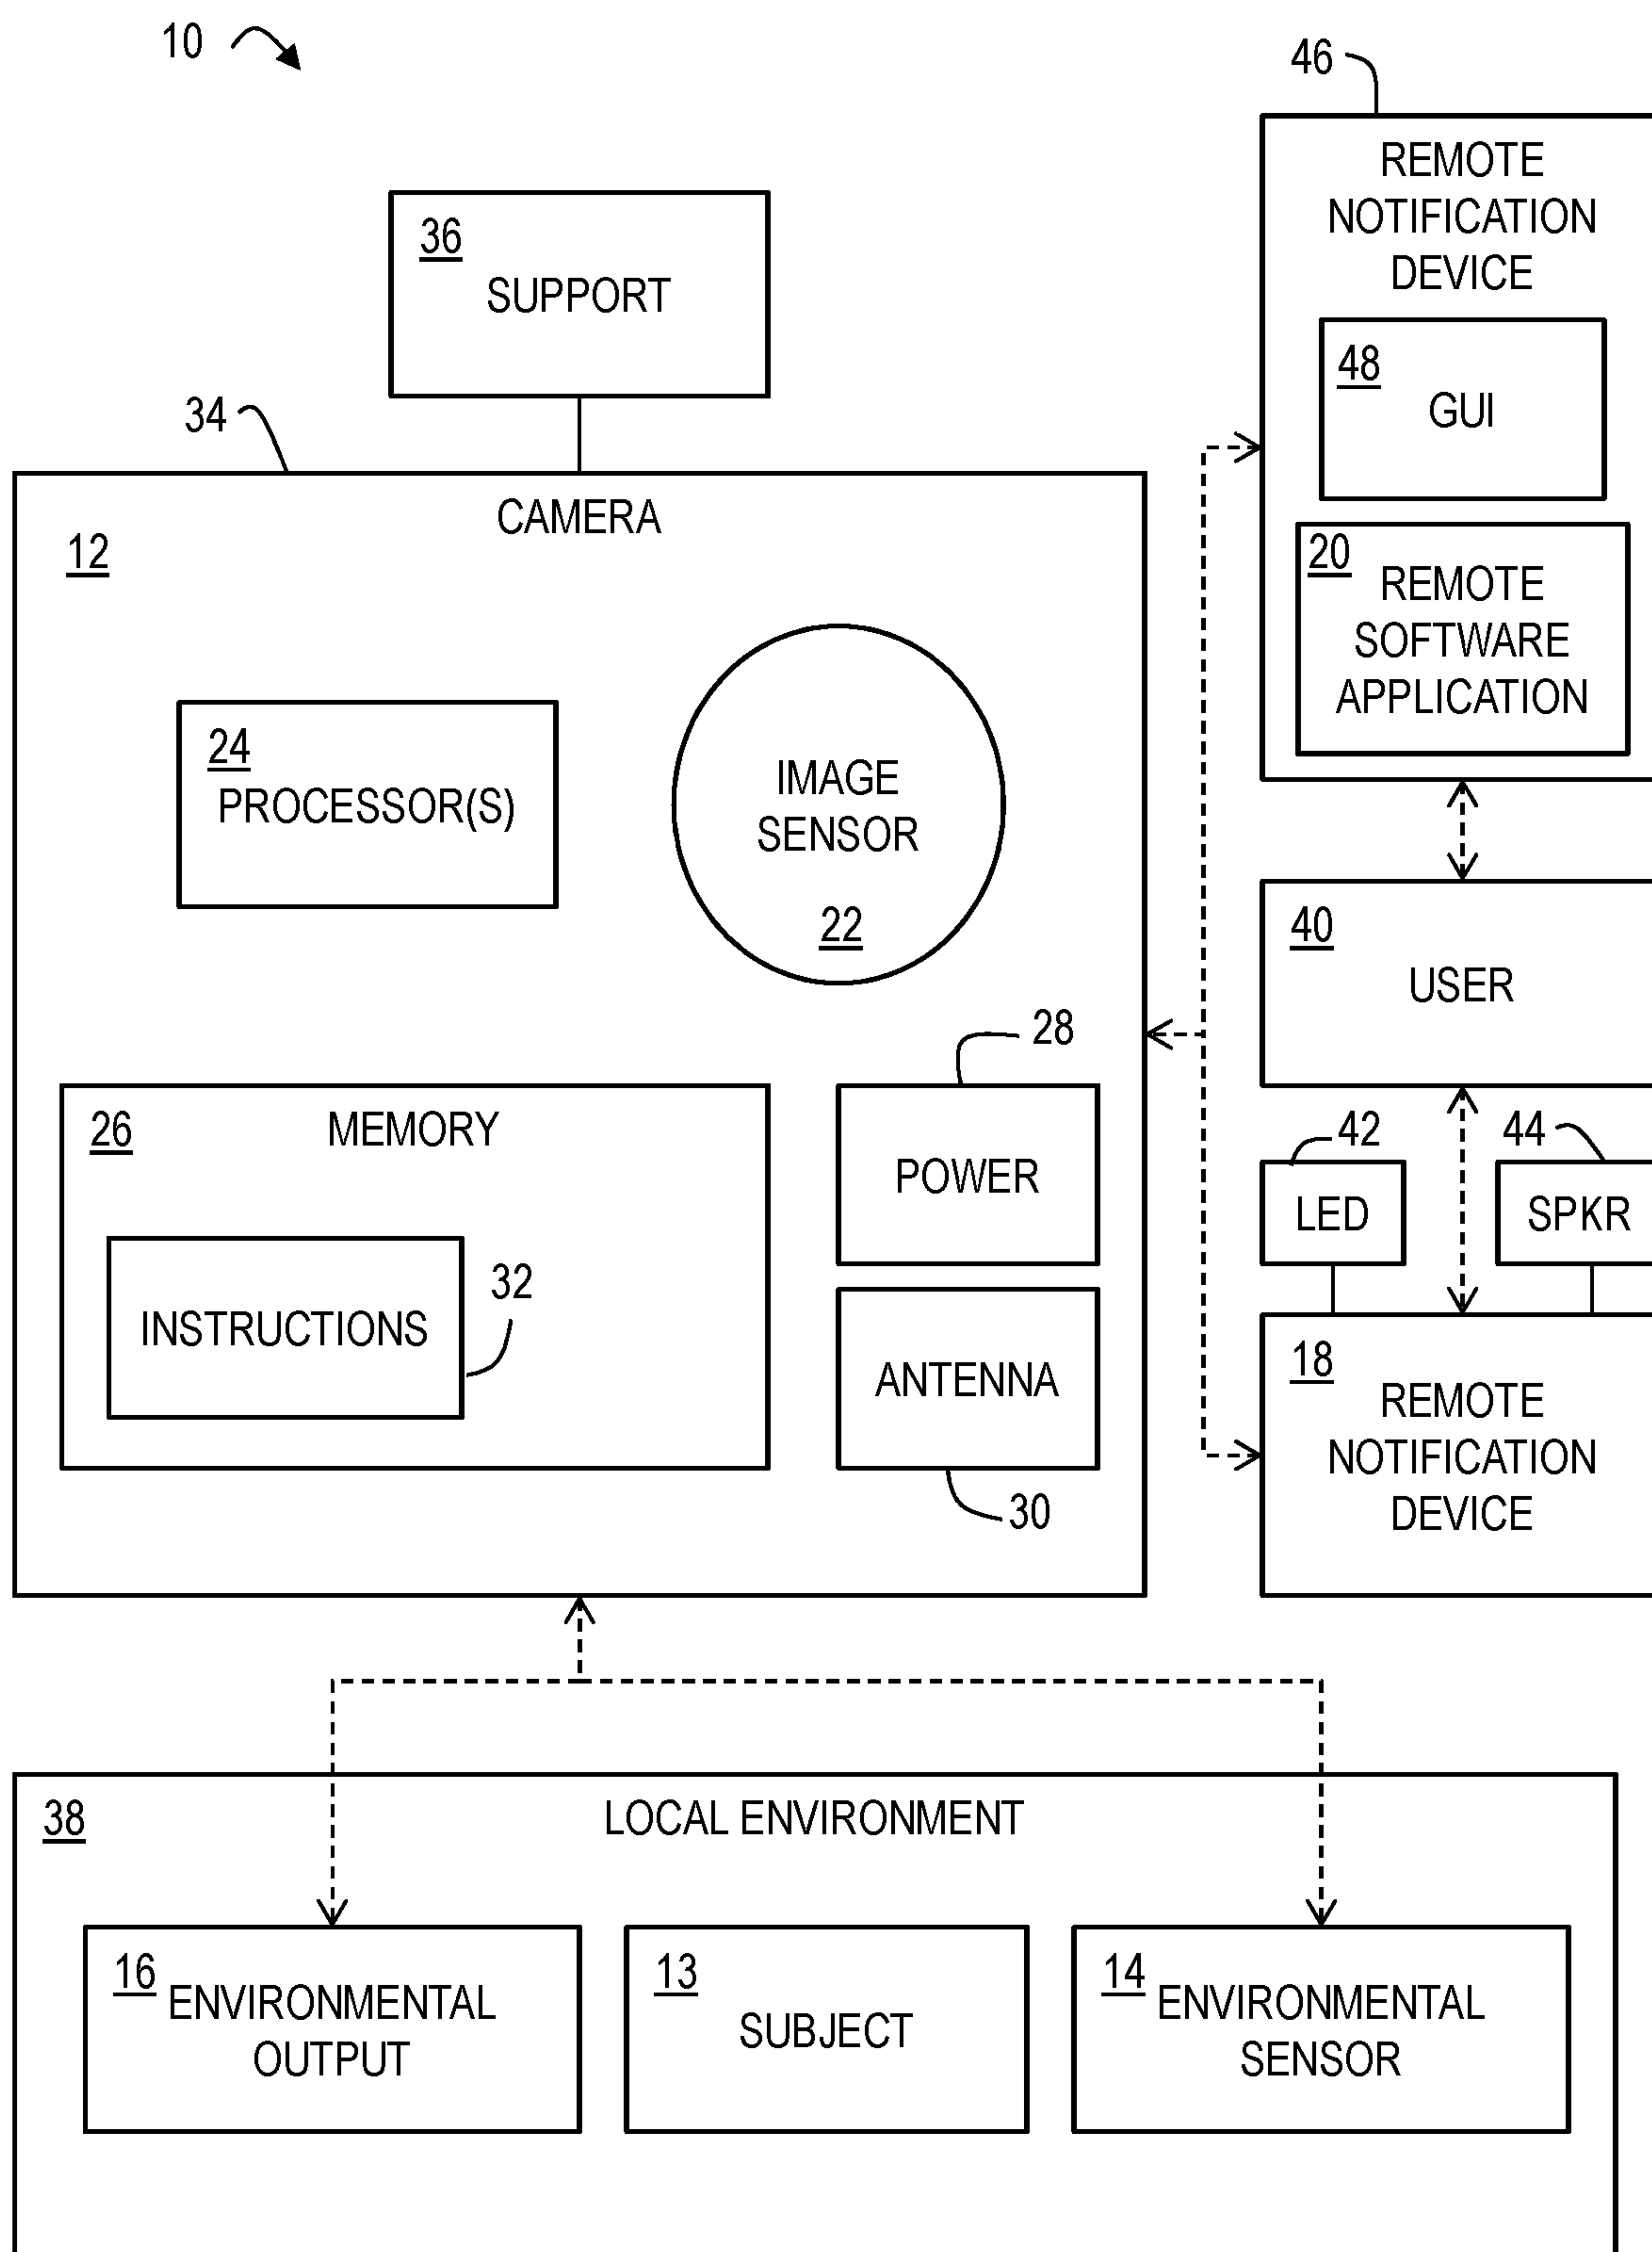 10
46
REMOTE
NOTIFICATION
DEVICE
48
GUI
20
REMOTE
SOFTWARE
APPLICATION
36
SUPPORT
34
CAMERA
12
24
PROCESSOR(S)
IMAGE
SENSOR
22
28
POWER
26
MEMORY
INSTRUCTIONS
32
ANTENNA
30
40
USER
42
44
LED
SPKR
18
REMOTE
NOTIFICATION
DEVICE
38
LOCAL ENVIRONMENT
16
ENVIRONMENTAL
OUTPUT
13
SUBJECT
14
ENVIRONMENTAL
SENSOR